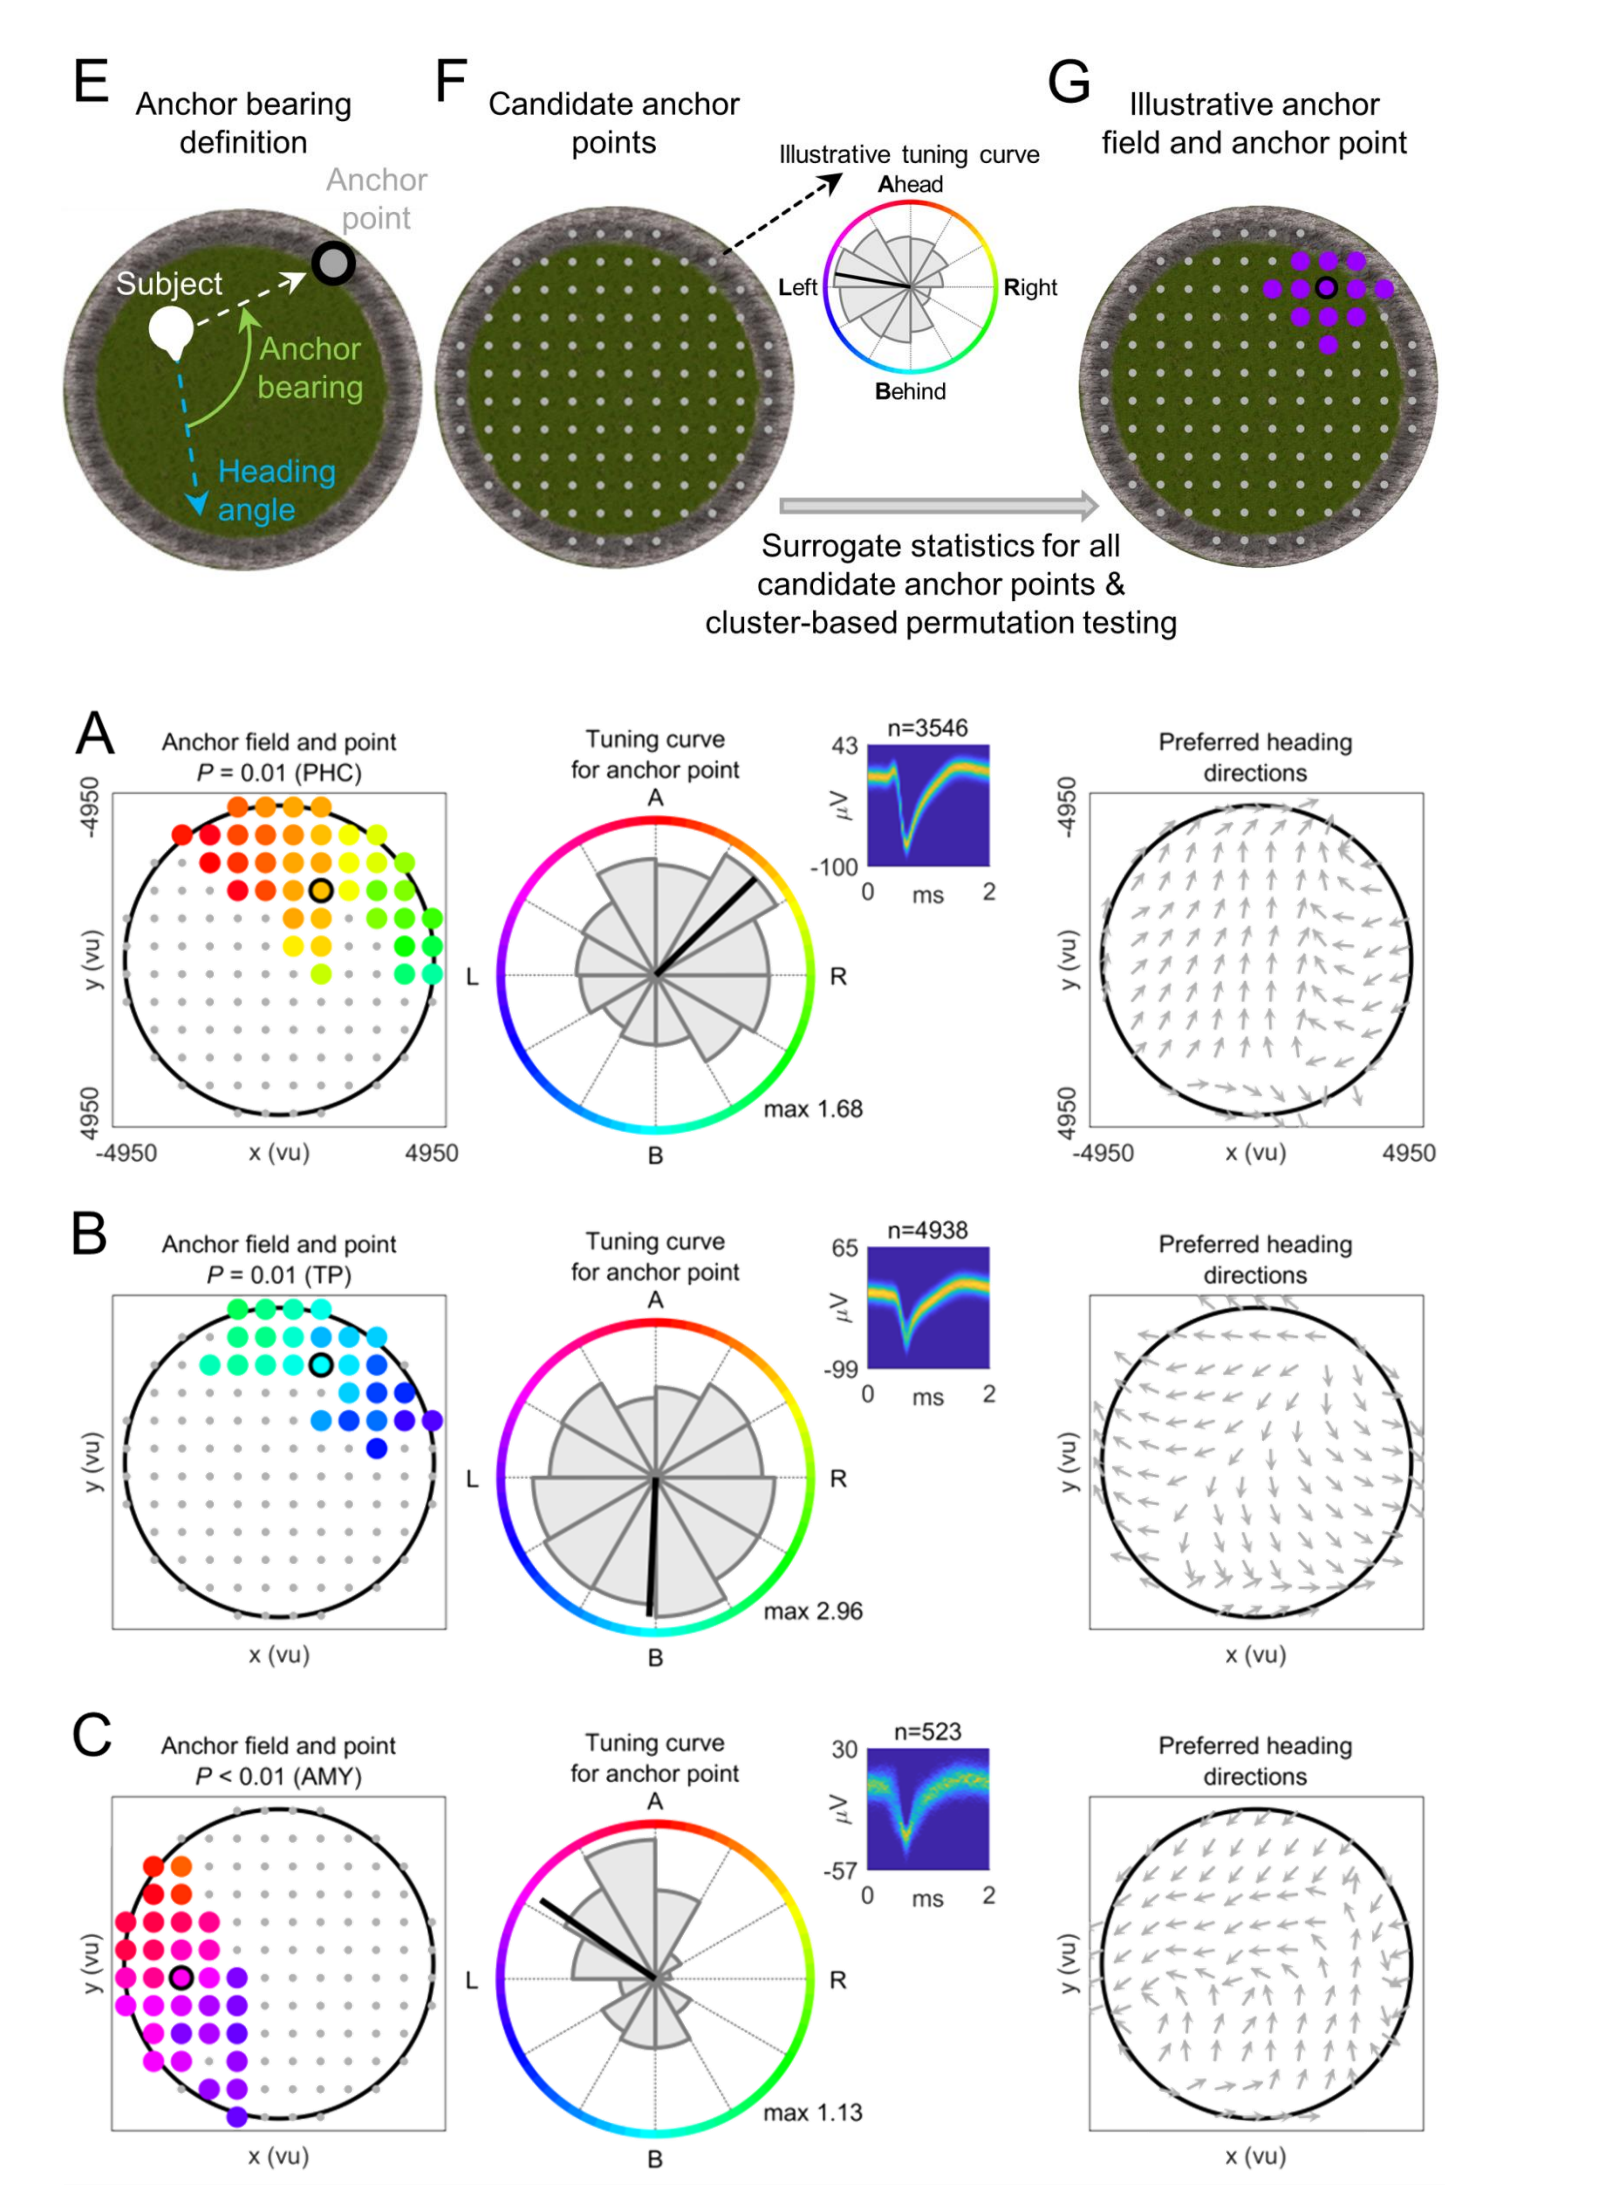 E
Anchor bearing
definition
Anchor
point
Subject
Anchor
bearing
Heading
angle
F
Candidate anchor
points
Illustrative tuning curve
Ahead
Left
Right
Behind
Surrogate statistics for all
candidate anchor points &
cluster-based permutation testing
G
Illustrative anchor
field and anchor point
A
Anchor field and point
P = 0.01 (PHC)
-4950
y (vu)
4950
-4950
x (vu)
4950
Tuning curve
for anchor point
A
L
R
B
max 1.68
n=3546
43
μV
-100
0
ms
2
Preferred heading
directions
-4950
y (vu)
4950
-4950
x (vu)
4950
B
Anchor field and point
P = 0.01 (TP)
y (vu)
x (vu)
Tuning curve
for anchor point
A
L
R
B
max 2.96
n=4938
65
μV
-99
0
ms
2
Preferred heading
directions
y (vu)
x (vu)
C
Anchor field and point
P < 0.01 (AMY)
y (vu)
x (vu)
Tuning curve
for anchor point
A
L
R
B
max 1.13
n=523
30
μV
-57
0
ms
2
Preferred heading
directions
y (vu)
x (vu)